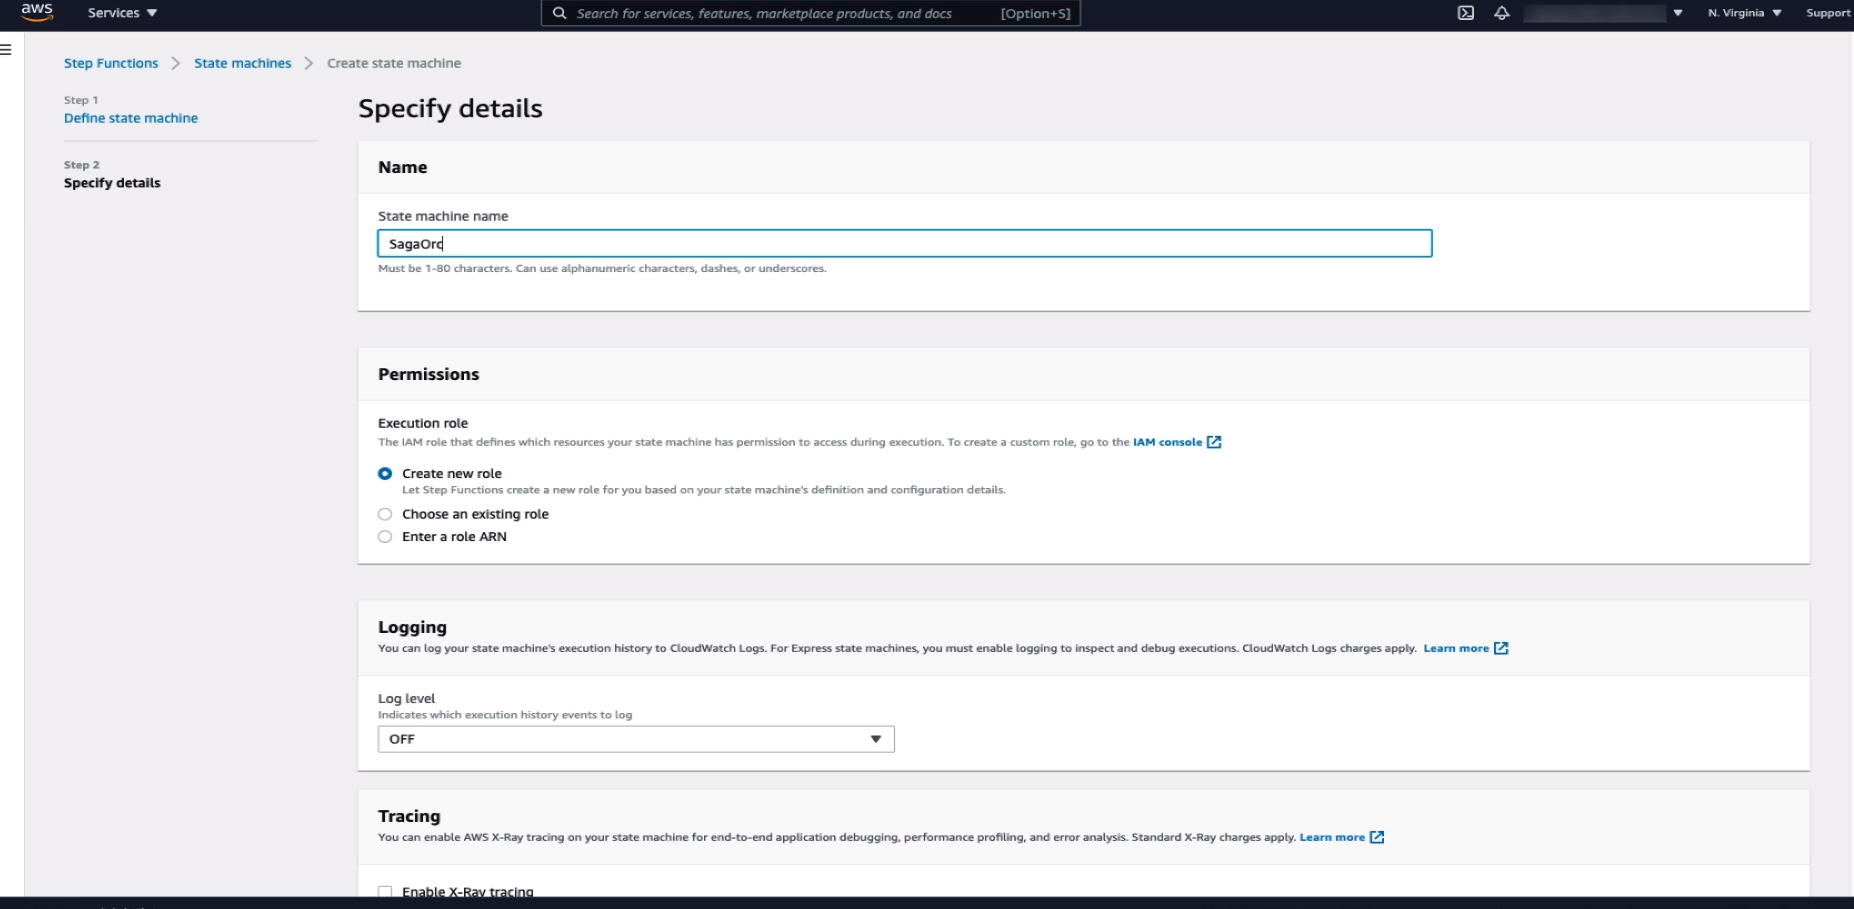 aws
Services
Search for services, features, marketplace products, and docs [Option+S]
N. Virginia
Support
Step Functions > State machines > Create state machine
Step 1
Define state machine
Step 2
Specify details
Specify details
Name
State machine name
SagaOrc
Must be 1-80 characters. Can use alphanumeric characters, dashes, or underscores.
Permissions
Execution role
The IAM role that defines which resources your state machine has permission to access during execution. To create a custom role, go to the IAM console
Create new role
Let Step Functions create a new role for you based on your state machine's definition and configuration details.
Choose an existing role
Enter a role ARN
Logging
You can log your state machine's execution history to CloudWatch Logs. For Express state machines, you must enable logging to inspect and debug executions. CloudWatch Logs charges apply. Learn more
Log level
Indicates which execution history events to log
OFF
Tracing
You can enable AWS X-Ray tracing on your state machine for end-to-end application debugging, performance profiling, and error analysis. Standard X-Ray charges apply. Learn more
Enable X-Ray tracing